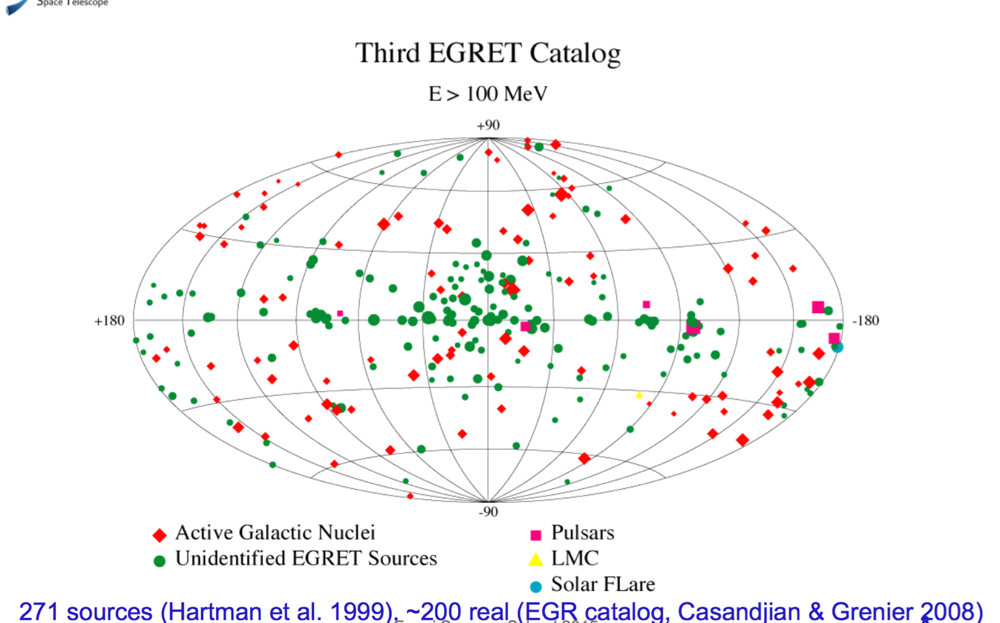 Space Telescope
Third EGRET Catalog
E > 100 MeV
+90
+180
-180
-90
Active Galactic Nuclei
Unidentified EGRET Sources
Pulsars
LMC
Solar FLare
271 sources (Hartman et al. 1999), ~200 real (EGR catalog, Casandjian & Grenier 2008)